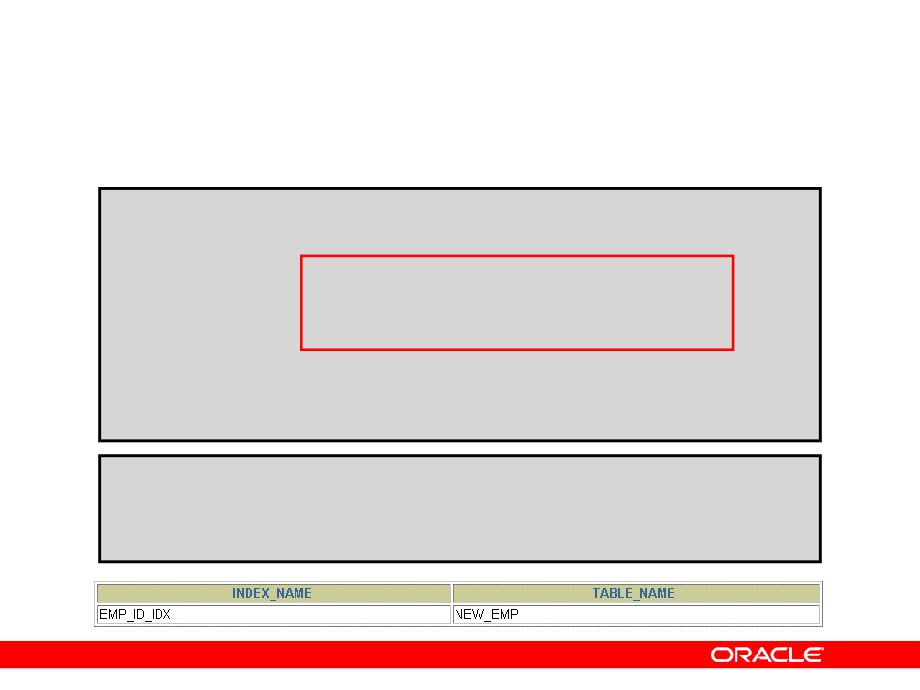 INDEX_NAME TABLE_NAME
EMP_ID_IDX NEW_EMP
ORACLE